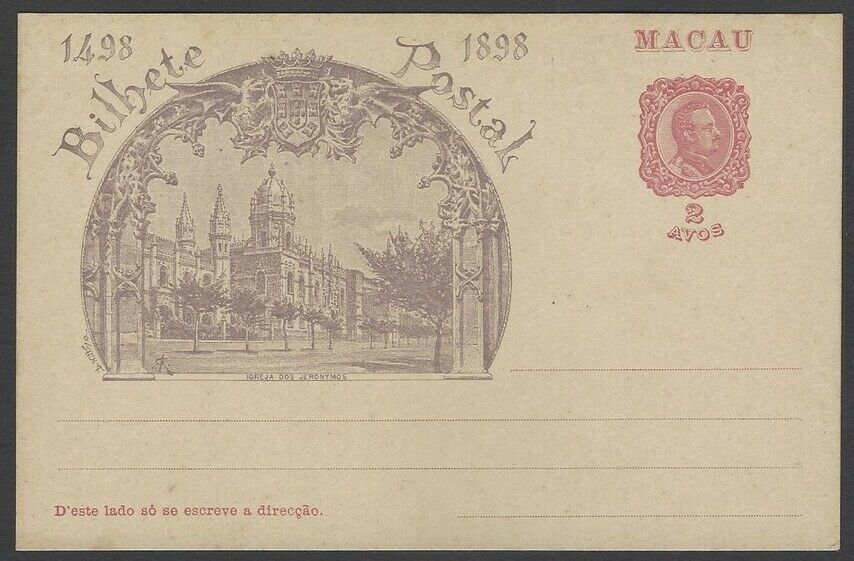 1498 1898
Bilhete Postal
MACAU
2
AVOS
IGREJA DOS JERONYMOS
D'este lado só se escreve a direcção.